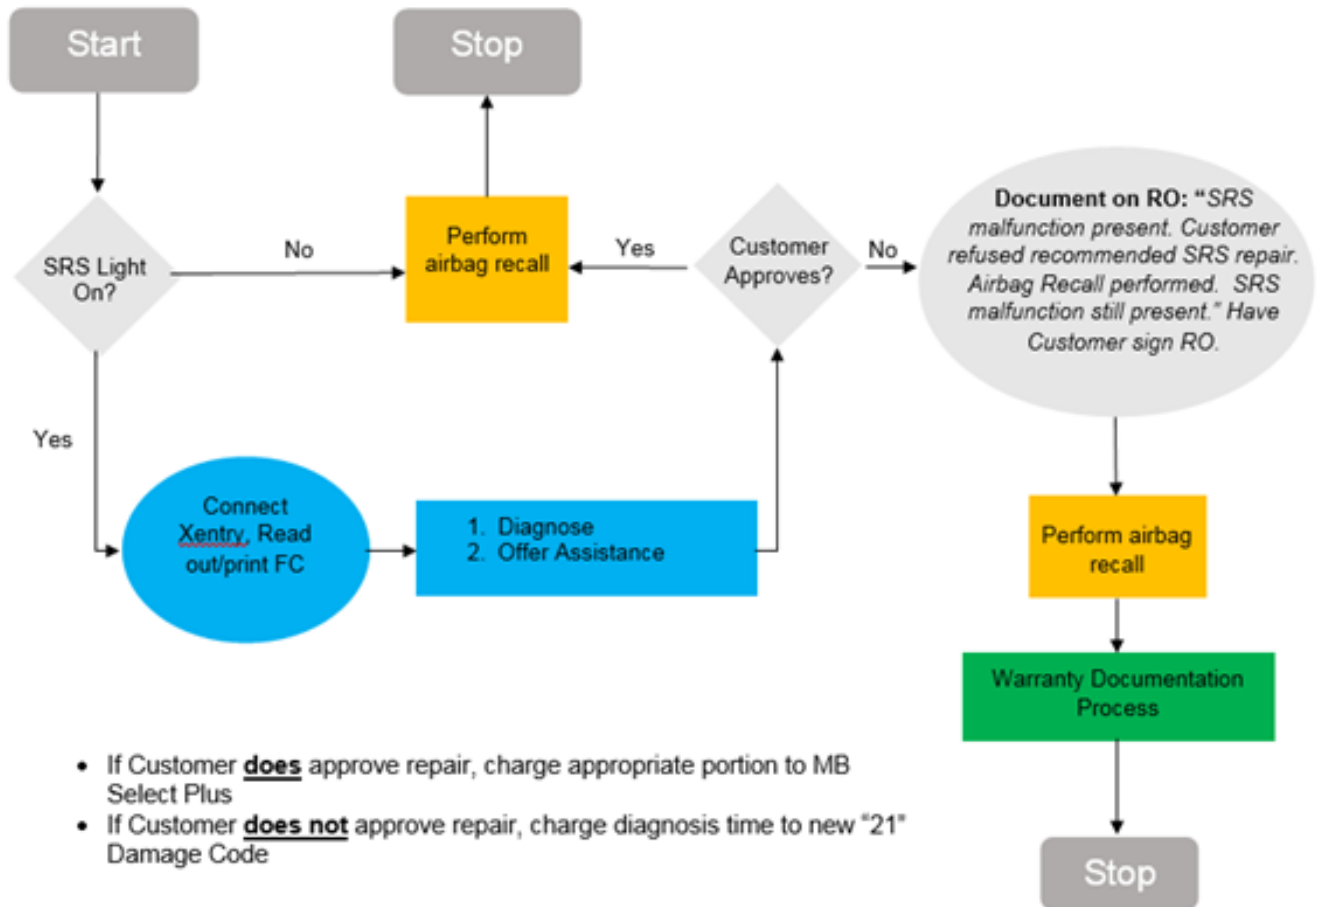 Start
Stop
SRS Light
On?
No
Perform
airbag recall
Yes
Customer
Approves?
No
Document on RO: “SRS
malfunction present. Customer
refused recommended SRS repair.
Airbag Recall performed.  SRS
malfunction still present.” Have
Customer sign RO.
Yes
Connect
Xentry, Read
out/print FC
1. Diagnose
2. Offer Assistance
Perform airbag
recall
Warranty Documentation
Process
• If Customer does approve repair, charge appropriate portion to MB
Select Plus
• If Customer does not approve repair, charge diagnosis time to new “21”
Damage Code
Stop